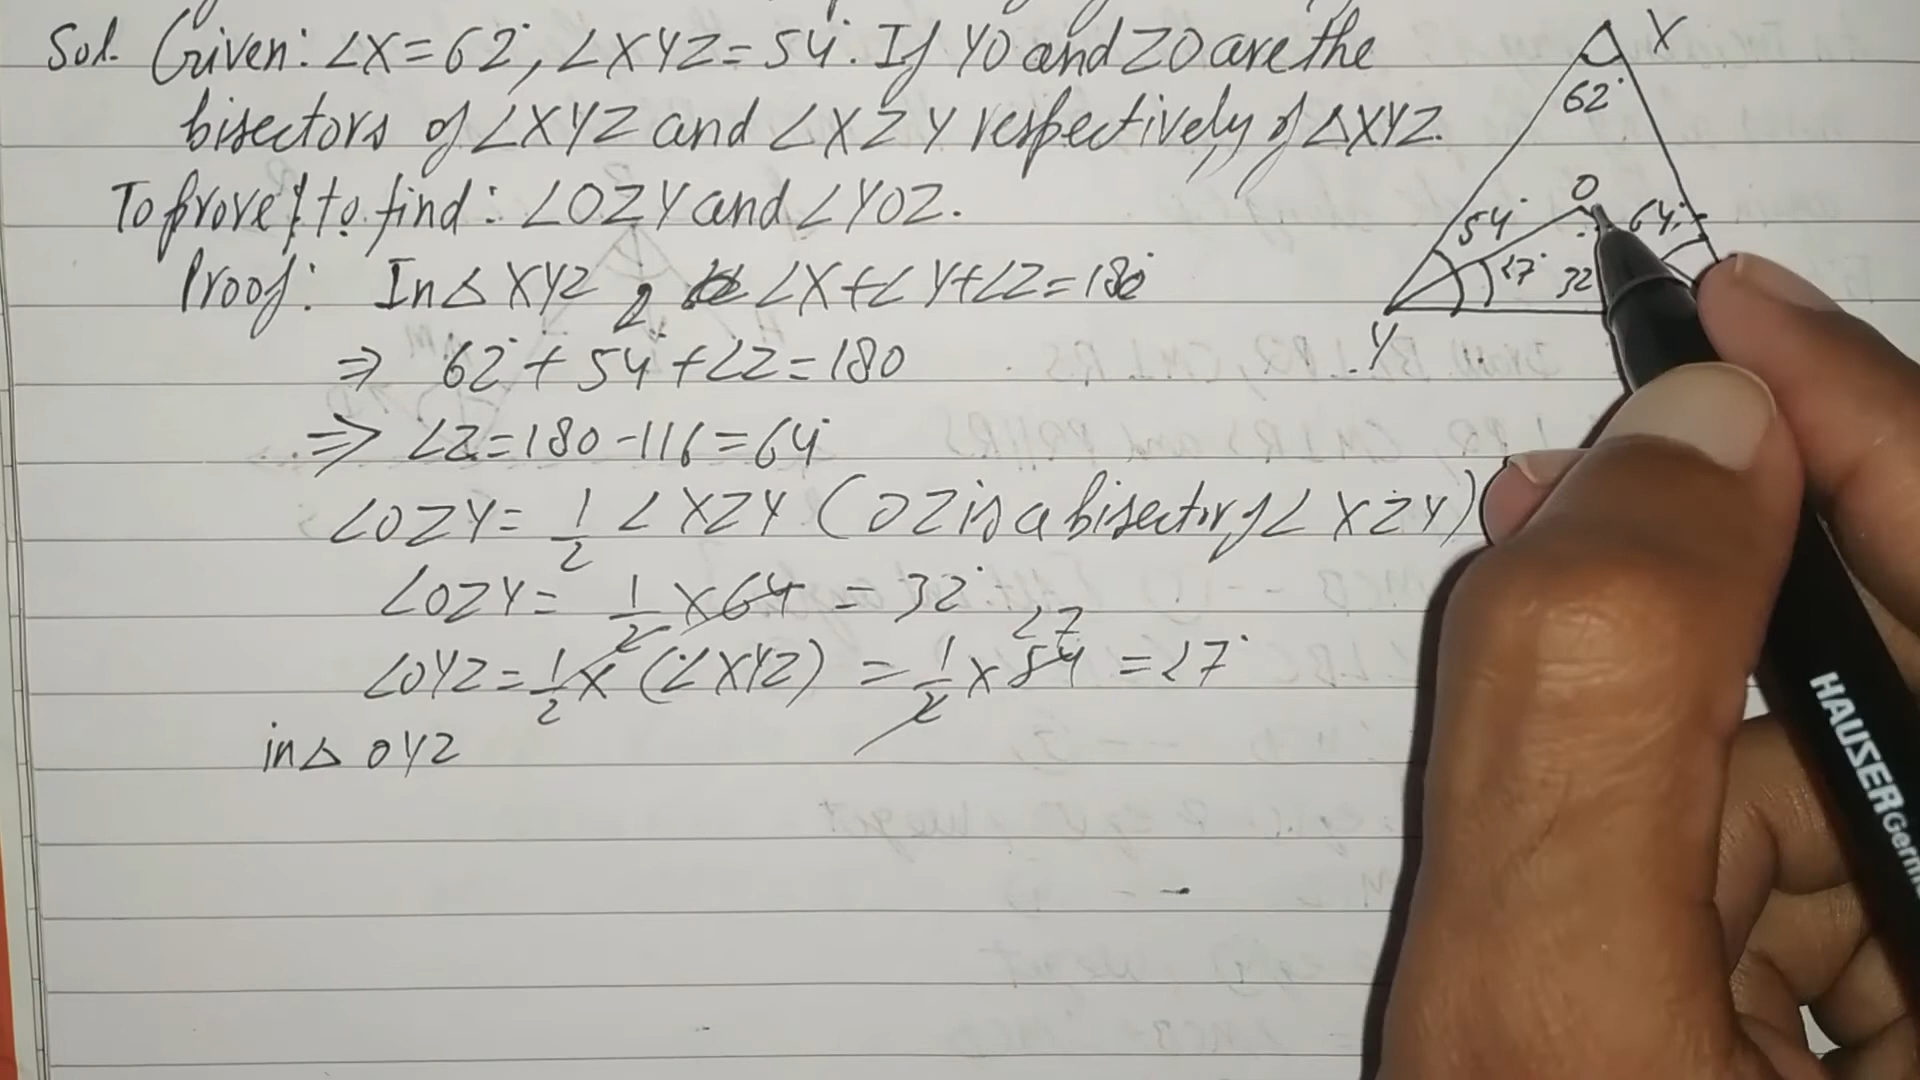 Sol. Given: ∠X=62°, ∠XYZ=54°. If YO and ZO are the
bisectors of ∠XYZ and ∠XZY respectively, of △XYZ.
To prove & to find: ∠OZY and ∠YOZ.
Proof: In △ XYZ, ∠X+∠Y+∠Z=180°
⇒ 62°+54°+∠Z=180
⇒ ∠Z=180-116=64°
∠OZY= 1/2 ∠XZY (OZ is a bisector of ∠XZY)
∠OZY= 1/2 ×64 = 32°
27
∠OYZ=1/2× (∠XYZ) = 1/2×54 =27°
in △ OYZ
X
62°
O
54°
64°
27°
32
Y
HAUSER Germ